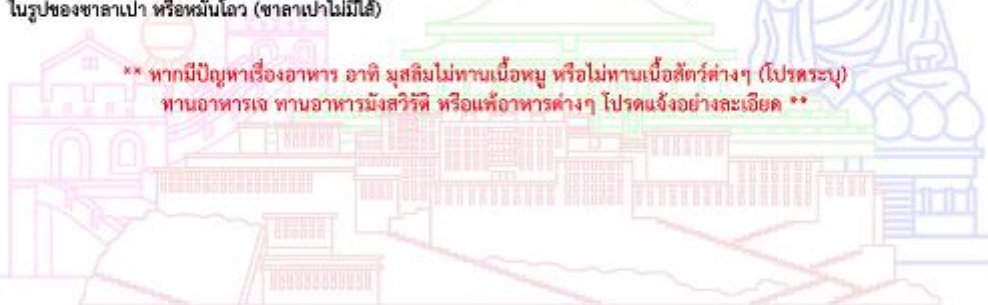 ในรูปของซาลาเปา หรือหมั่นโถว (ซาลาเปาไม่มีไส้)
** หากมีปัญหาเรื่องอาหาร อาทิ มุสลิมไม่ทานเนื้อหมู หรือไม่ทานเนื้อสัตว์ต่างๆ (โปรดระบุ)
ทานอาหารเจ ทานอาหารมังสวิรัติ หรือแพ้อาหารต่างๆ โปรดแจ้งอย่างละเอียด **